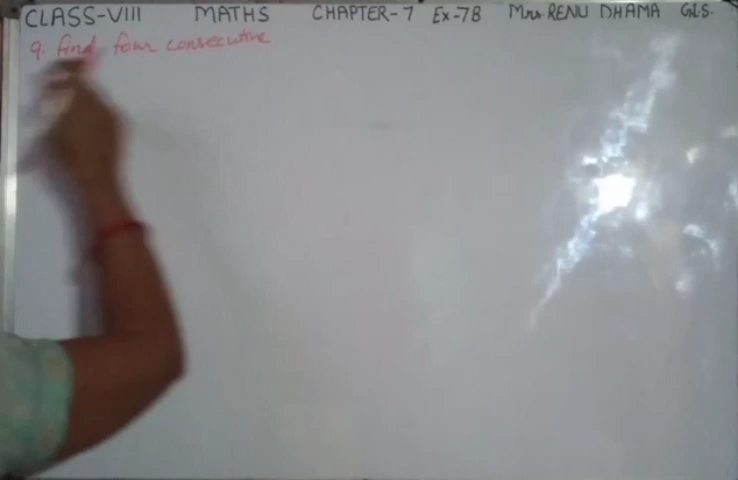 CLASS-VIII MATHS CHAPTER-7 Ex-7B Mrs. RENU DHAMA G.L.S.
9. find four consecutive